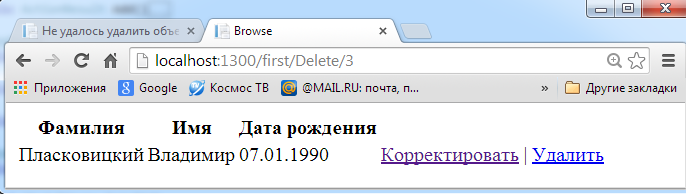 Не удалось удалить объе
Browse
localhost:1300/first/Delete/3
Приложения Google Космос ТВ @MAIL.RU: почта, п... » Другие закладки
Фамилия Имя Дата рождения
Пласковицкий Владимир 07.01.1990 Корректировать | Удалить